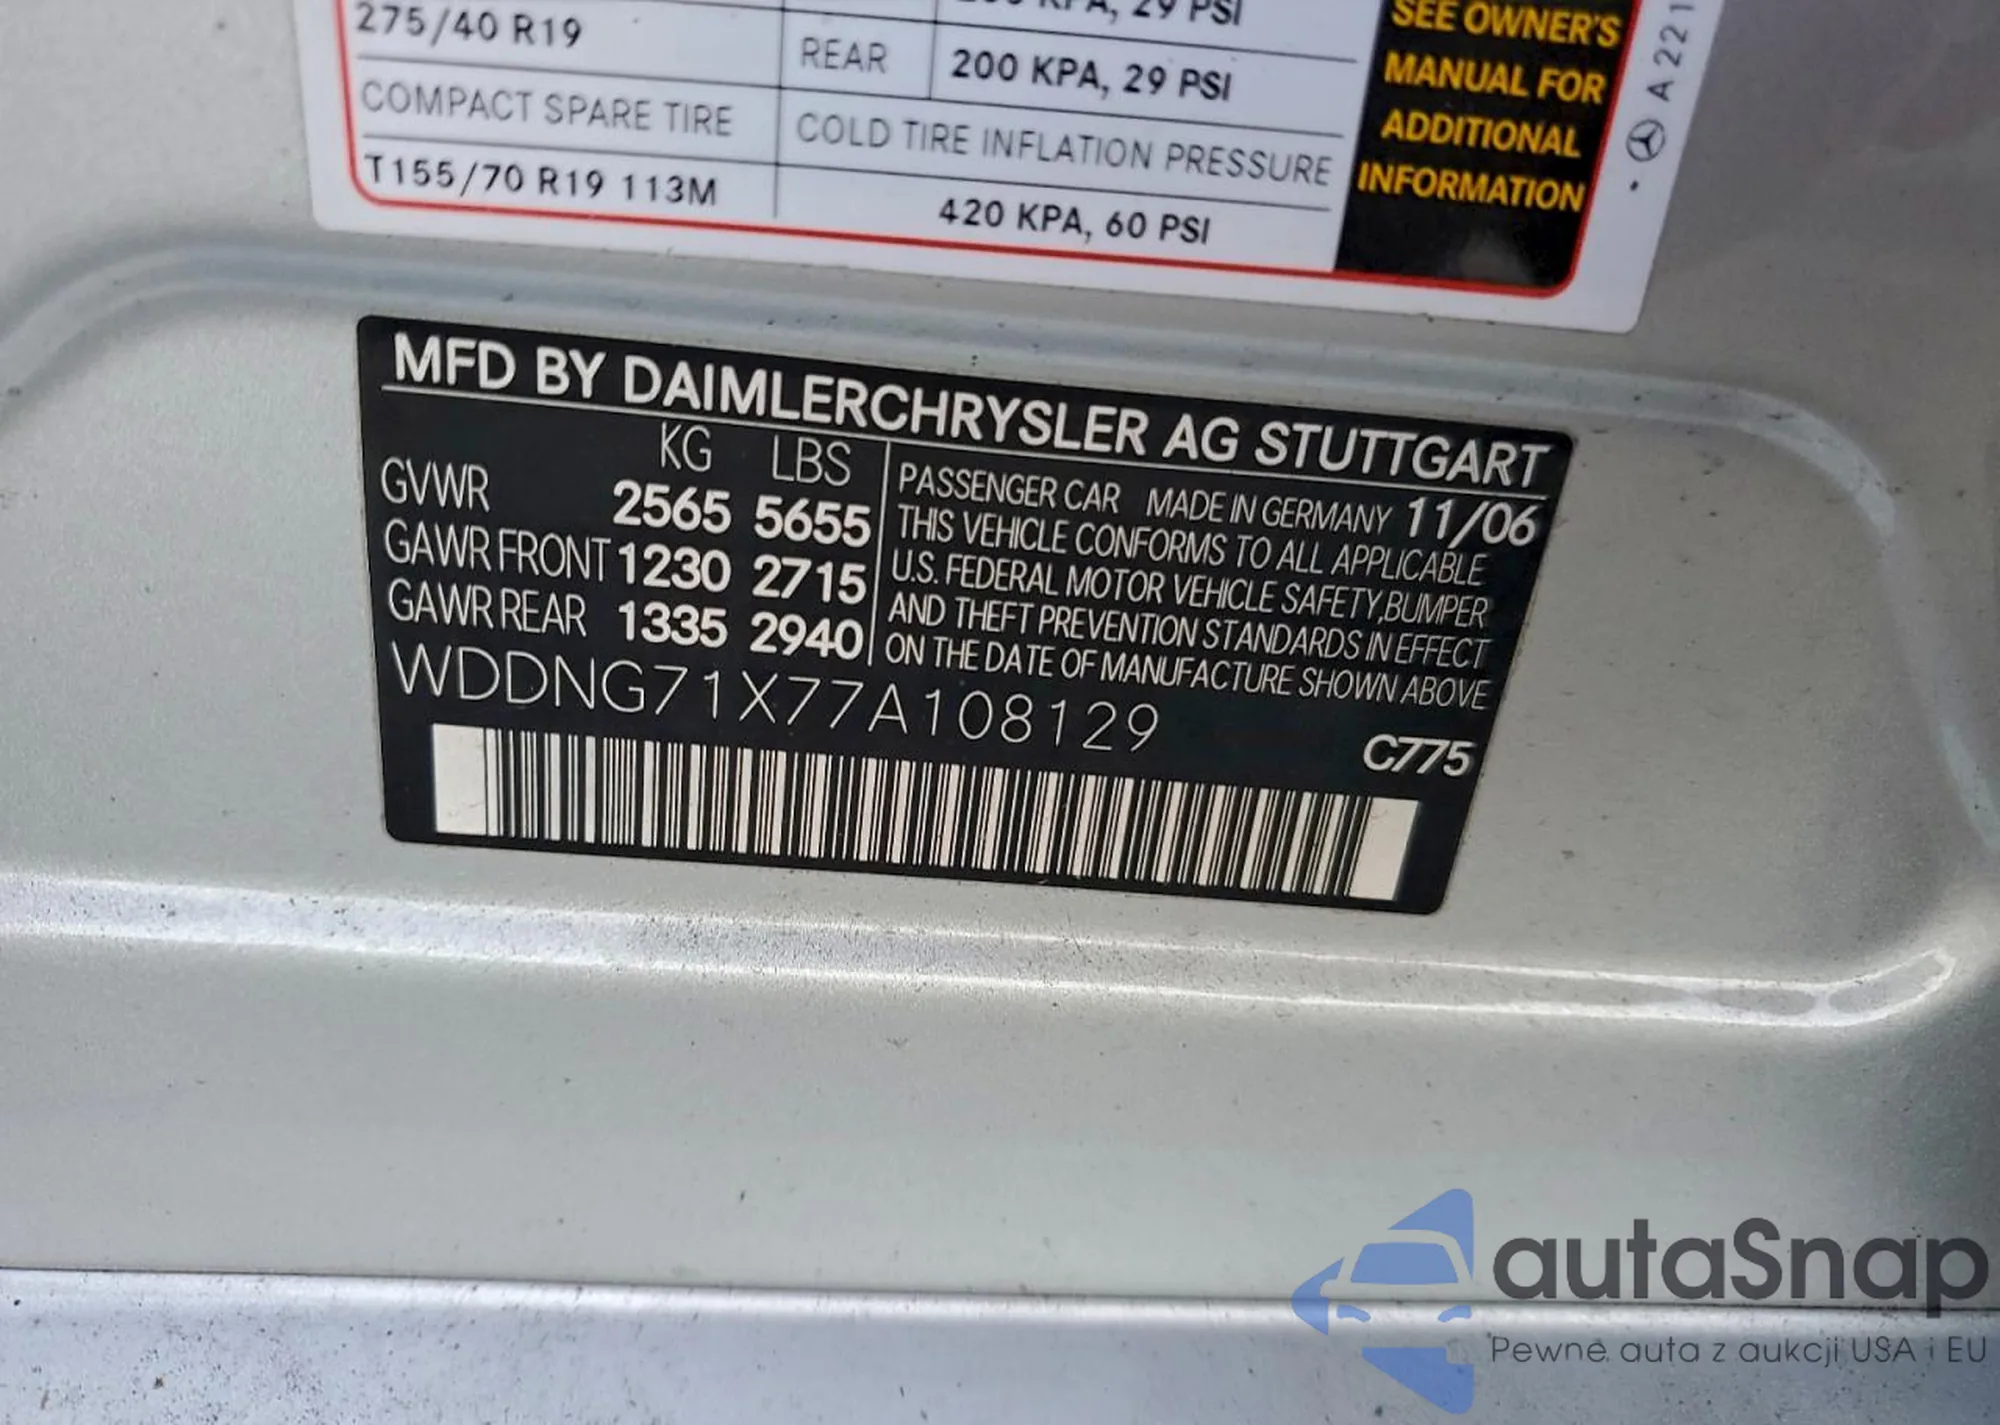 29 PSI
275/40 R19
REAR
200 KPA, 29 PSI
COMPACT SPARE TIRE
COLD TIRE INFLATION PRESSURE
T155/70 R19 113M
420 KPA, 60 PSI
SEE OWNER'S
MANUAL FOR
ADDITIONAL
INFORMATION
A 221
MFD BY DAIMLERCHRYSLER AG STUTTGART
KG LBS
GVWR 2565 5655
GAWR FRONT 1230 2715
GAWR REAR 1335 2940
PASSENGER CAR MADE IN GERMANY 11/06
THIS VEHICLE CONFORMS TO ALL APPLICABLE
U.S. FEDERAL MOTOR VEHICLE SAFETY,BUMPER
AND THEFT PREVENTION STANDARDS IN EFFECT
ON THE DATE OF MANUFACTURE SHOWN ABOVE
WDDNG71X77A108129
C775
autaSnap
Pewne auta z aukcji USA i EU